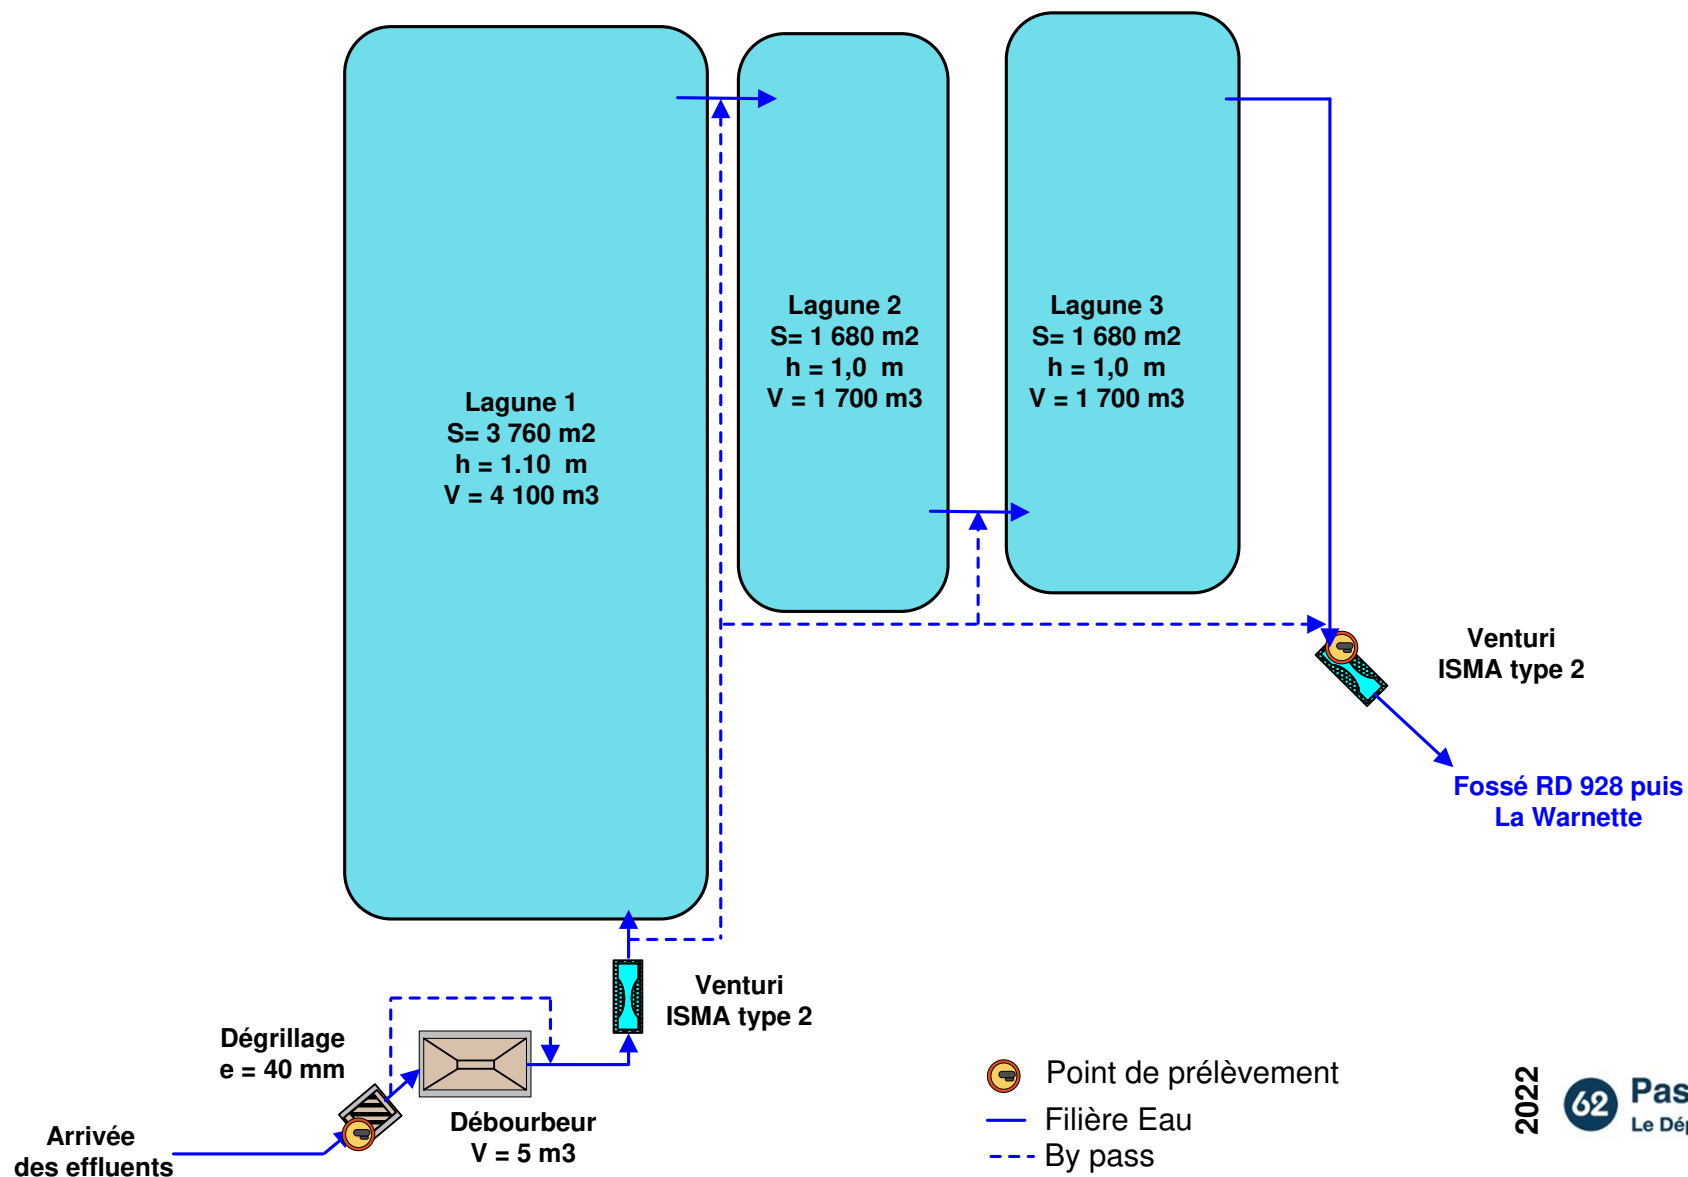 Lagune 1
S= 3 760 m2
h = 1.10 m
V = 4 100 m3
Lagune 2
S= 1 680 m2
h = 1,0 m
V = 1 700 m3
Lagune 3
S= 1 680 m2
h = 1,0 m
V = 1 700 m3
Venturi
ISMA type 2
Fossé RD 928 puis
La Warnette
Venturi
ISMA type 2
Dégrillage
e = 40 mm
Débourbeur
V = 5 m3
Arrivée
des effluents
Point de prélèvement
Filière Eau
By pass
2022
62
Pas
Le Dép